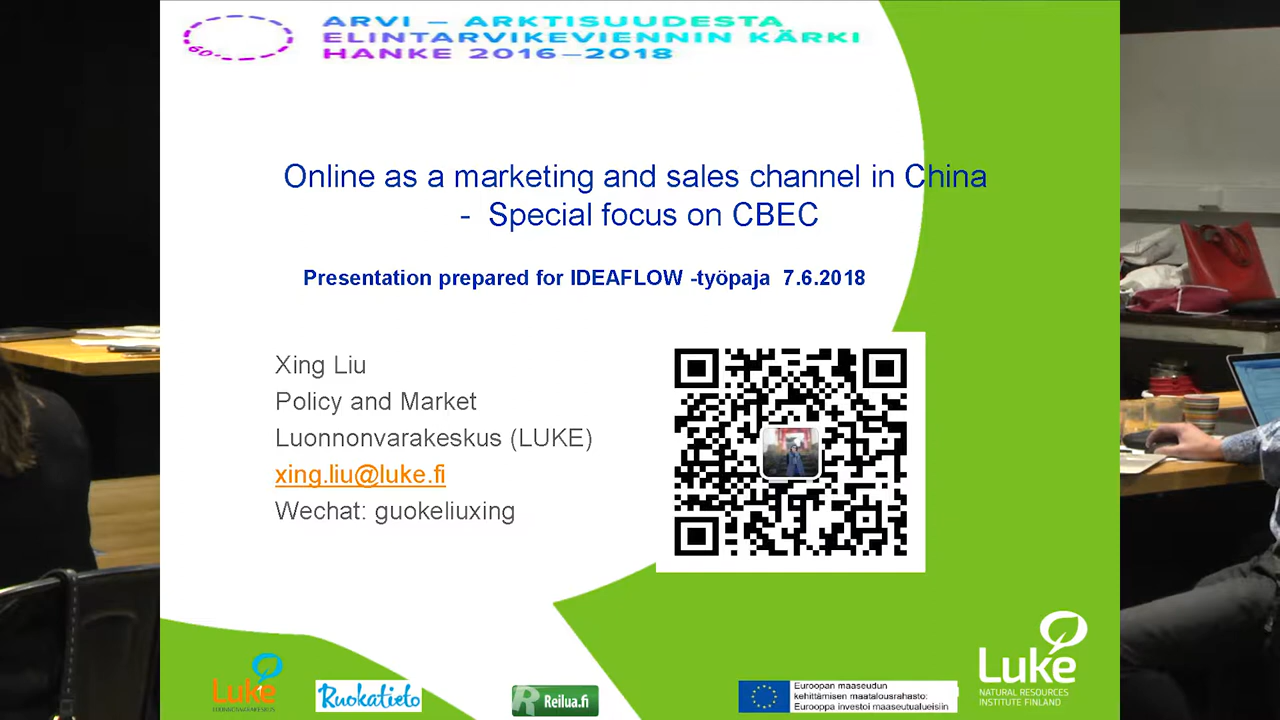 ARVI – ARKTISUUDESTA
ELINTARVIKEVIENNIN KÄRKI
HANKE 2016–2018
60
Online as a marketing and sales channel in China
- Special focus on CBEC
Presentation prepared for IDEAFLOW -työpaja 7.6.2018
Xing Liu
Policy and Market
Luonnonvarakeskus (LUKE)
xing.liu@luke.fi
Wechat: guokeliuxing
Luke
LUONNONVARAKESKUS
Ruokatieto
R Reilua.fi
Euroopan maaseudun
kehittämisen maatalousrahasto:
Eurooppa investoi maaseutualueisiin
Luke
NATURAL RESOURCES
INSTITUTE FINLAND